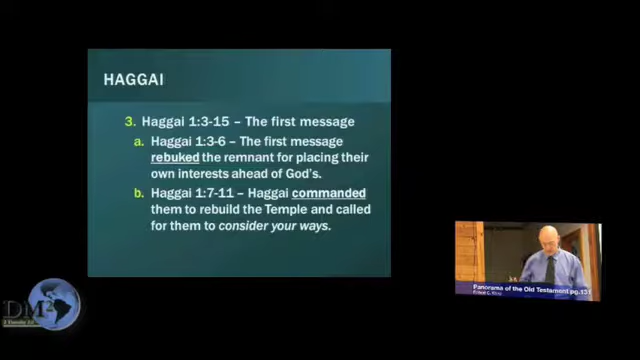 HAGGAI
3. Haggai 1:3-15 – The first message
a. Haggai 1:3-6 – The first message
rebuked the remnant for placing their
own interests ahead of God's.
b. Haggai 1:7-11 – Haggai commanded
them to rebuild the Temple and called
for them to consider your ways.
Panorama of the Old Testament pg.131
DM2